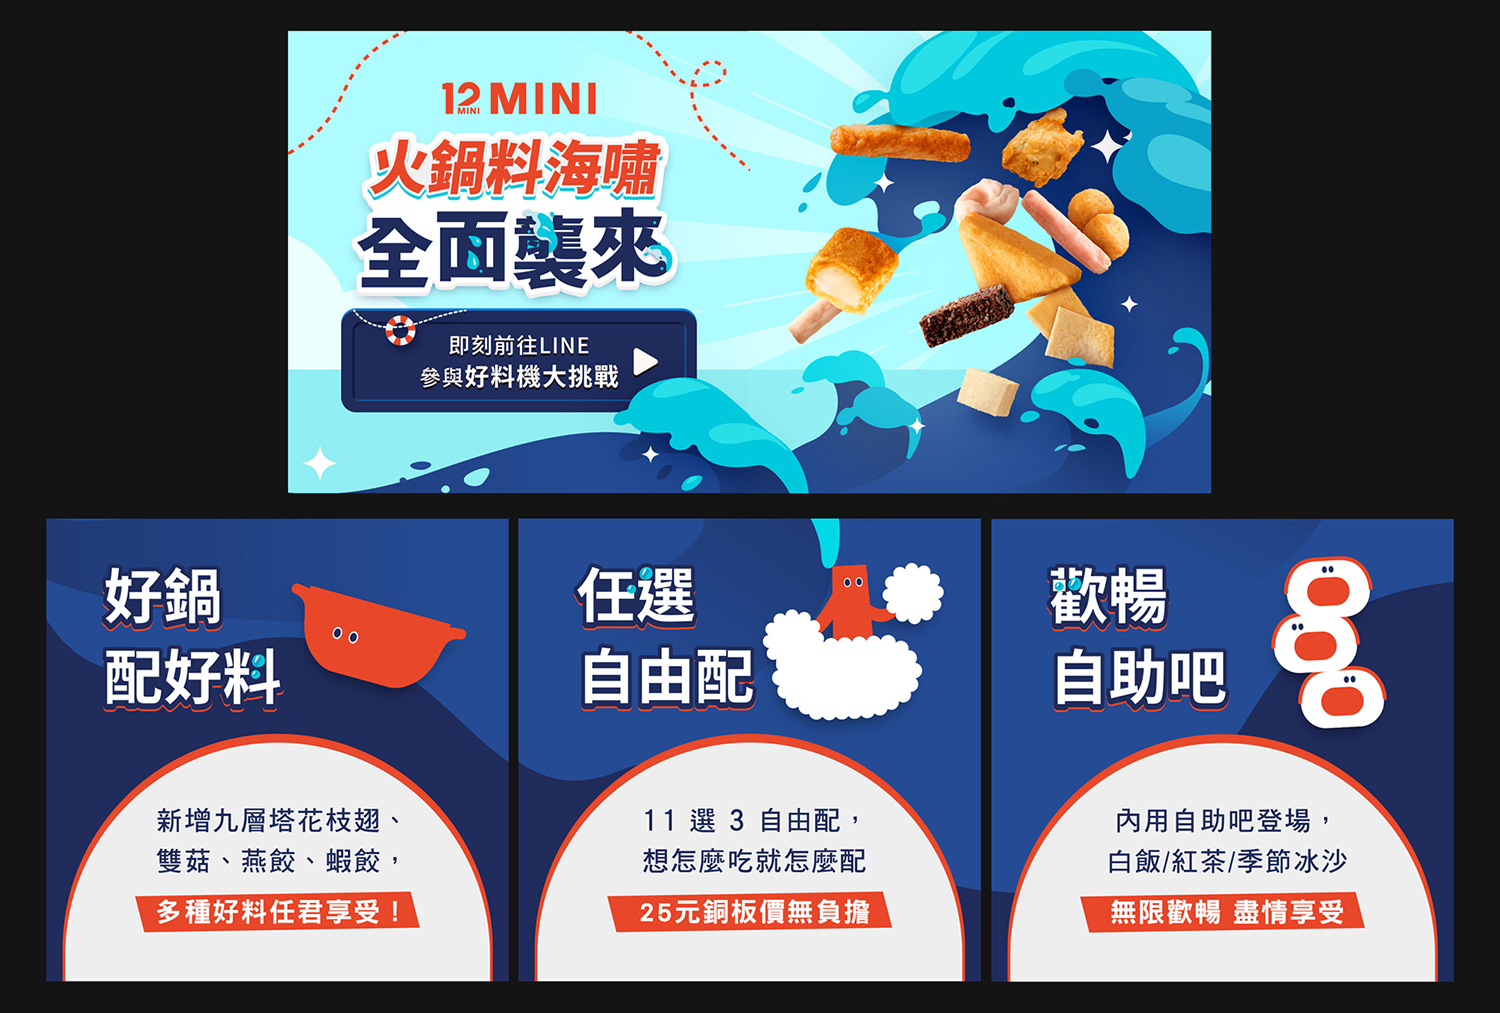 12 MINI MINI
火鍋料海嘯
全面襲來
即刻前往LINE
參與好料機大挑戰
好鍋
配好料
新增九層塔花枝翅、
雙菇、燕餃、蝦餃，
多種好料任君享受！
任選
自由配
11 選 3 自由配，
想怎麼吃就怎麼配
25元銅板價無負擔
歡暢
自助吧
內用自助吧登場，
白飯/紅茶/季節冰沙
無限歡暢 盡情享受